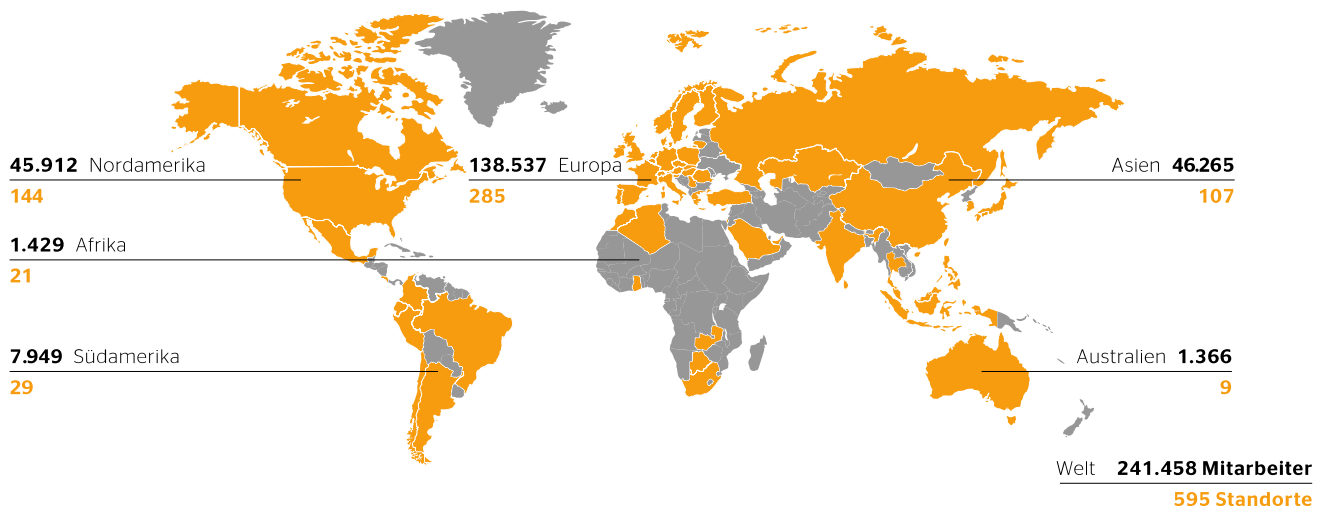 45.912 Nordamerika
144
138.537 Europa
285
Asien 46.265
107
1.429 Afrika
21
7.949 Südamerika
29
Australien 1.366
9
Welt 241.458 Mitarbeiter
595 Standorte